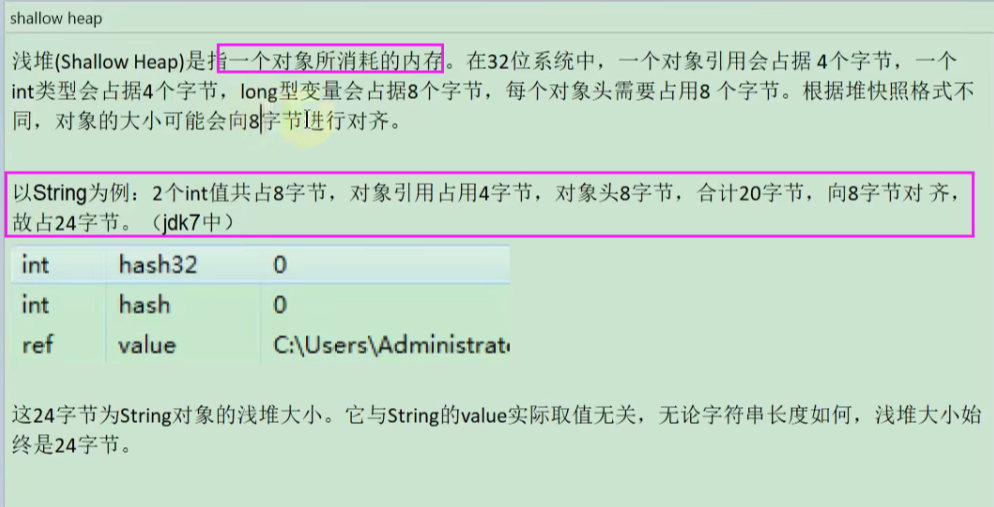 shallow heap
浅堆(Shallow Heap)是指一个对象所消耗的内存。在32位系统中，一个对象引用会占据 4个字节，一个
int类型会占据4个字节，long型变量会占据8个字节，每个对象头需要占用8 个字节。根据堆快照格式不
同，对象的大小可能会向8字节进行对齐。
以String为例：2个int值共占8字节，对象引用占用4字节，对象头8字节，合计20字节，向8字节对 齐，
故占24字节。（jdk7中）
int hash32 0
int hash 0
ref value C:\Users\Administrat
这24字节为String对象的浅堆大小。它与String的value实际取值无关，无论字符串长度如何，浅堆大小始
终是24字节。